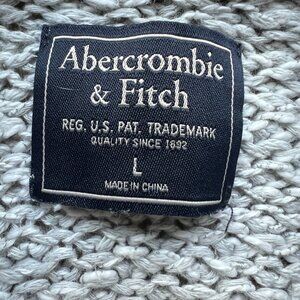 Abercrombie
& Fitch
REG. U.S. PAT. TRADEMARK
QUALITY SINCE 1892
L
MADE IN CHINA